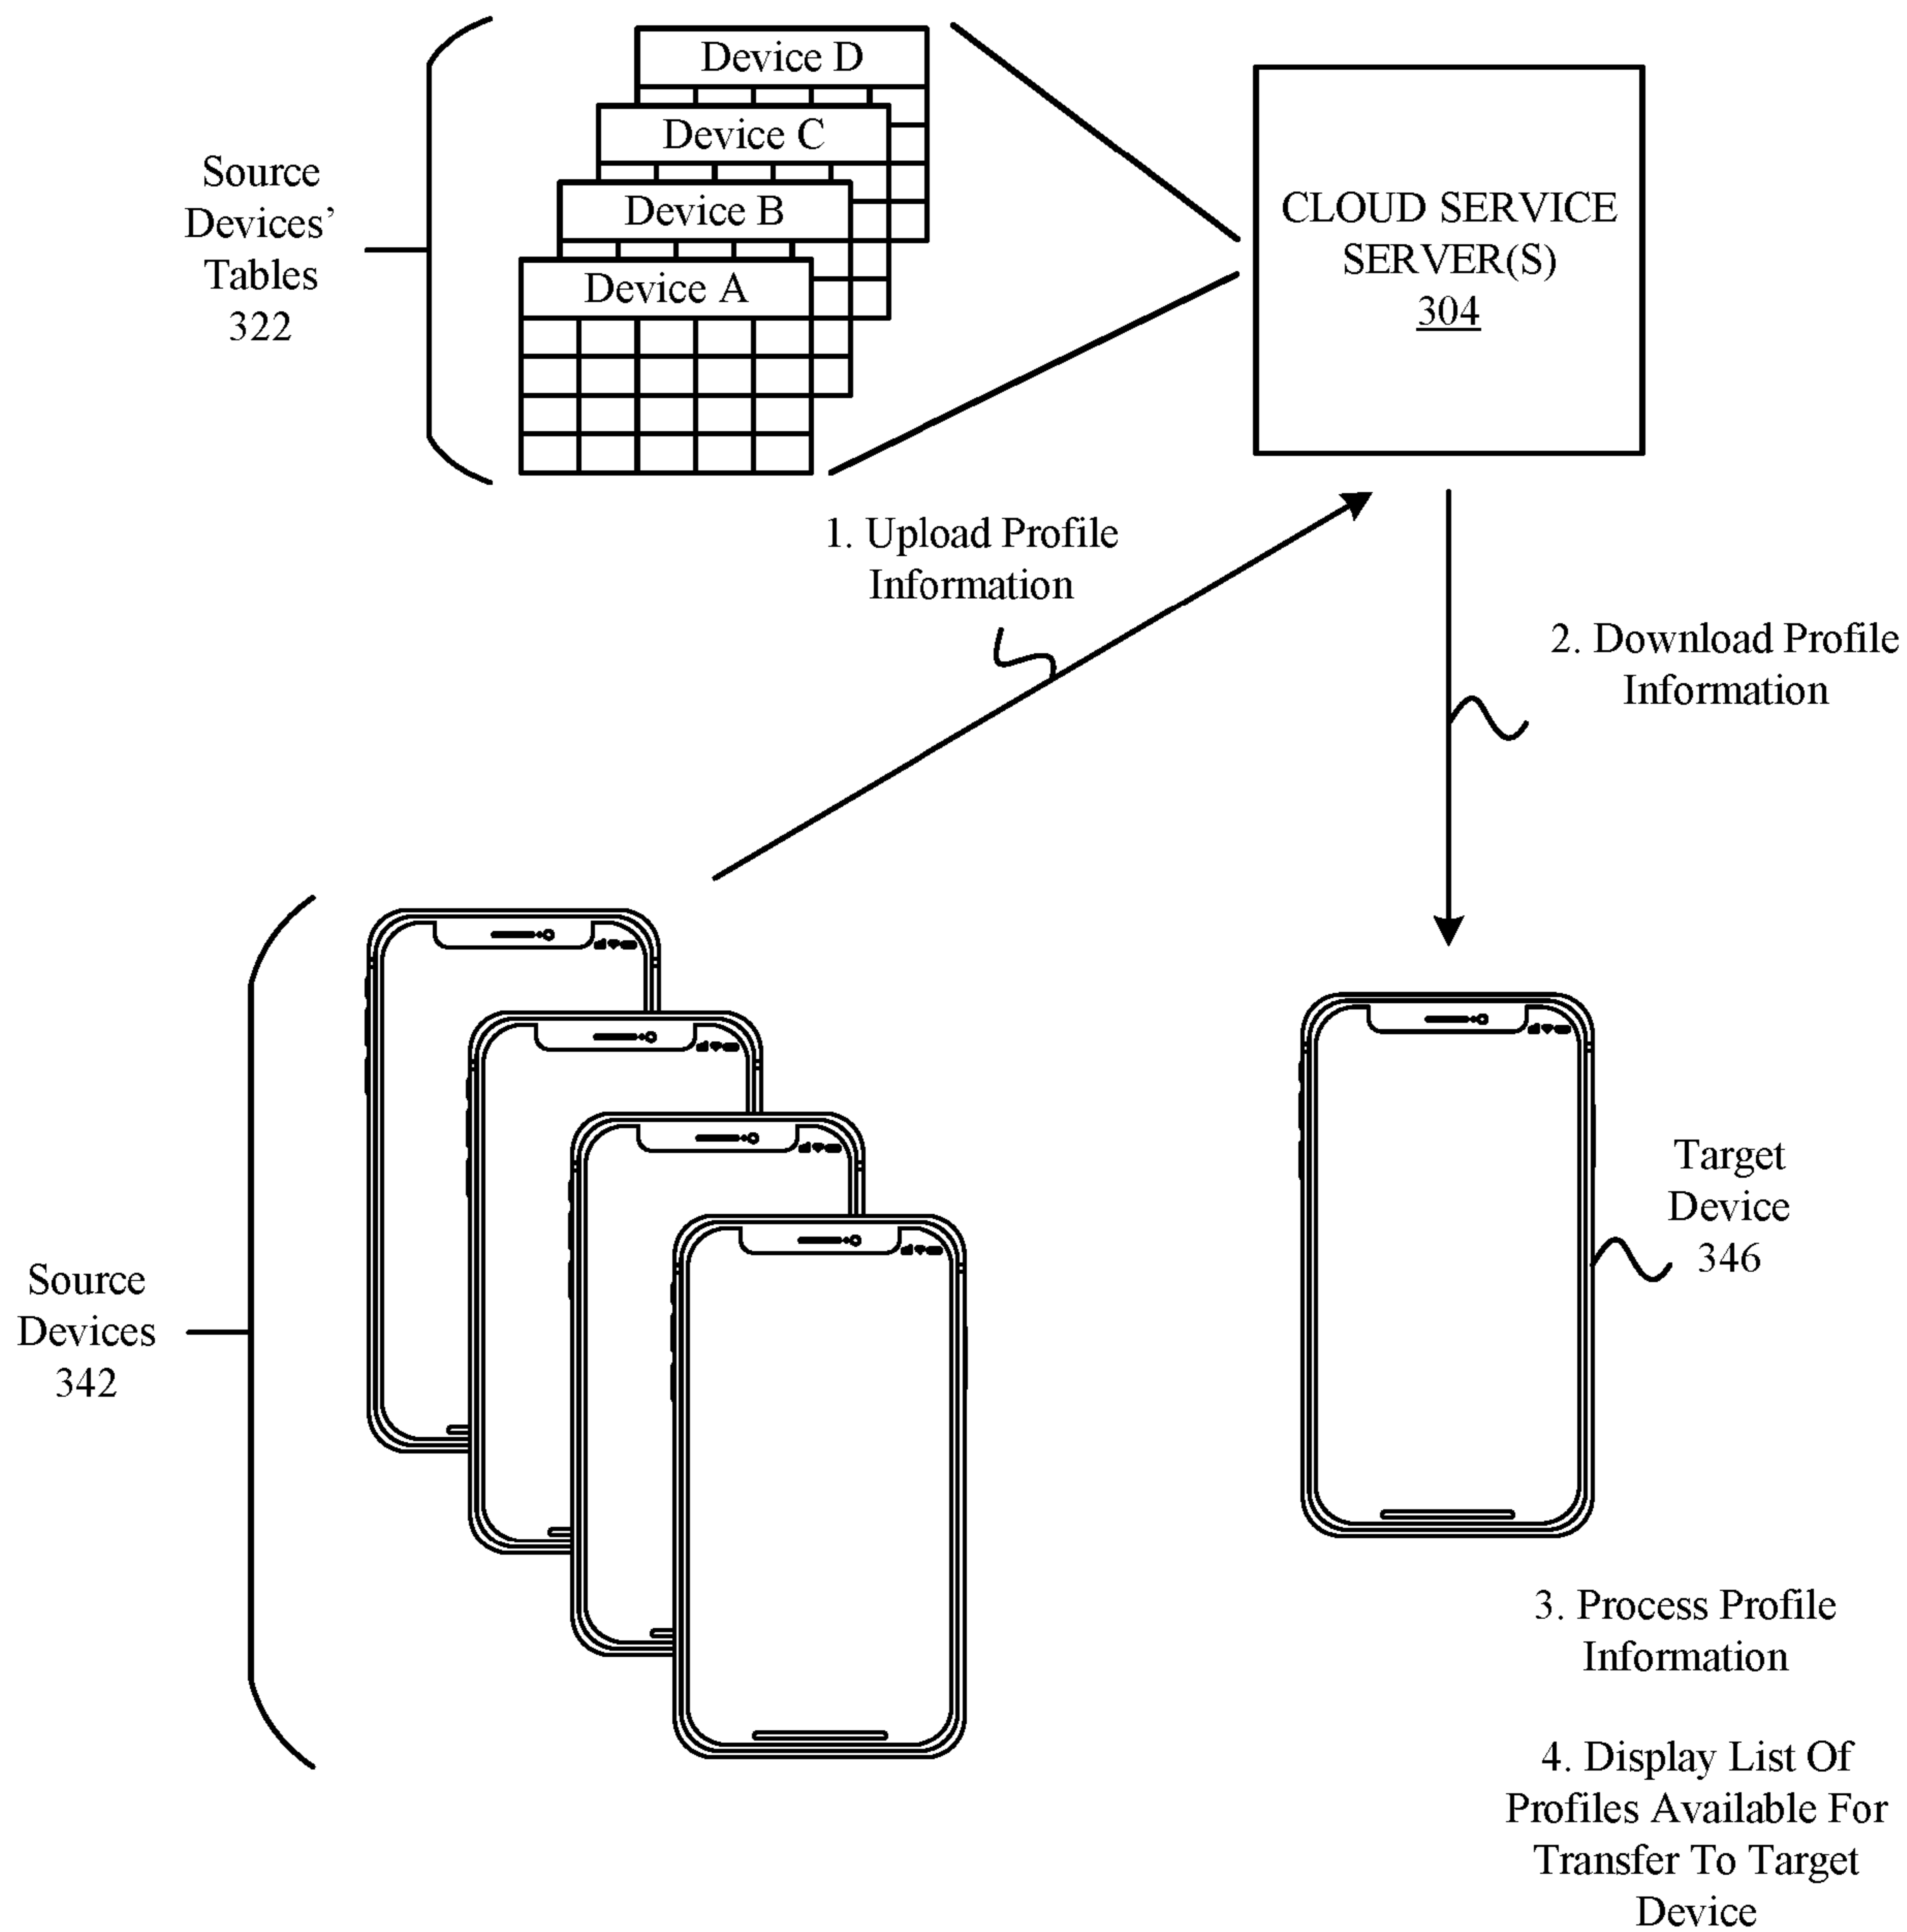 Device D
Device C
Device B
Device A
Source
Devices’
Tables
322
CLOUD SERVICE
SERVER(S)
304
1. Upload Profile
Information
2. Download Profile
Information
Source
Devices
342
Target
Device
346
3. Process Profile
Information
4. Display List Of
Profiles Available For
Transfer To Target
Device